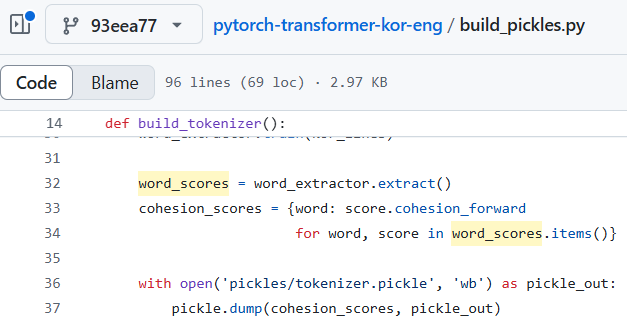 93eea77 pytorch-transformer-kor-eng / build_pickles.py
Code Blame 96 lines (69 loc) · 2.97 KB
14 def build_tokenizer():
31
32 word_scores = word_extractor.extract()
33 cohesion_scores = {word: score.cohesion_forward
34 for word, score in word_scores.items()}
35
36 with open('pickles/tokenizer.pickle', 'wb') as pickle_out:
37 pickle.dump(cohesion_scores, pickle_out)